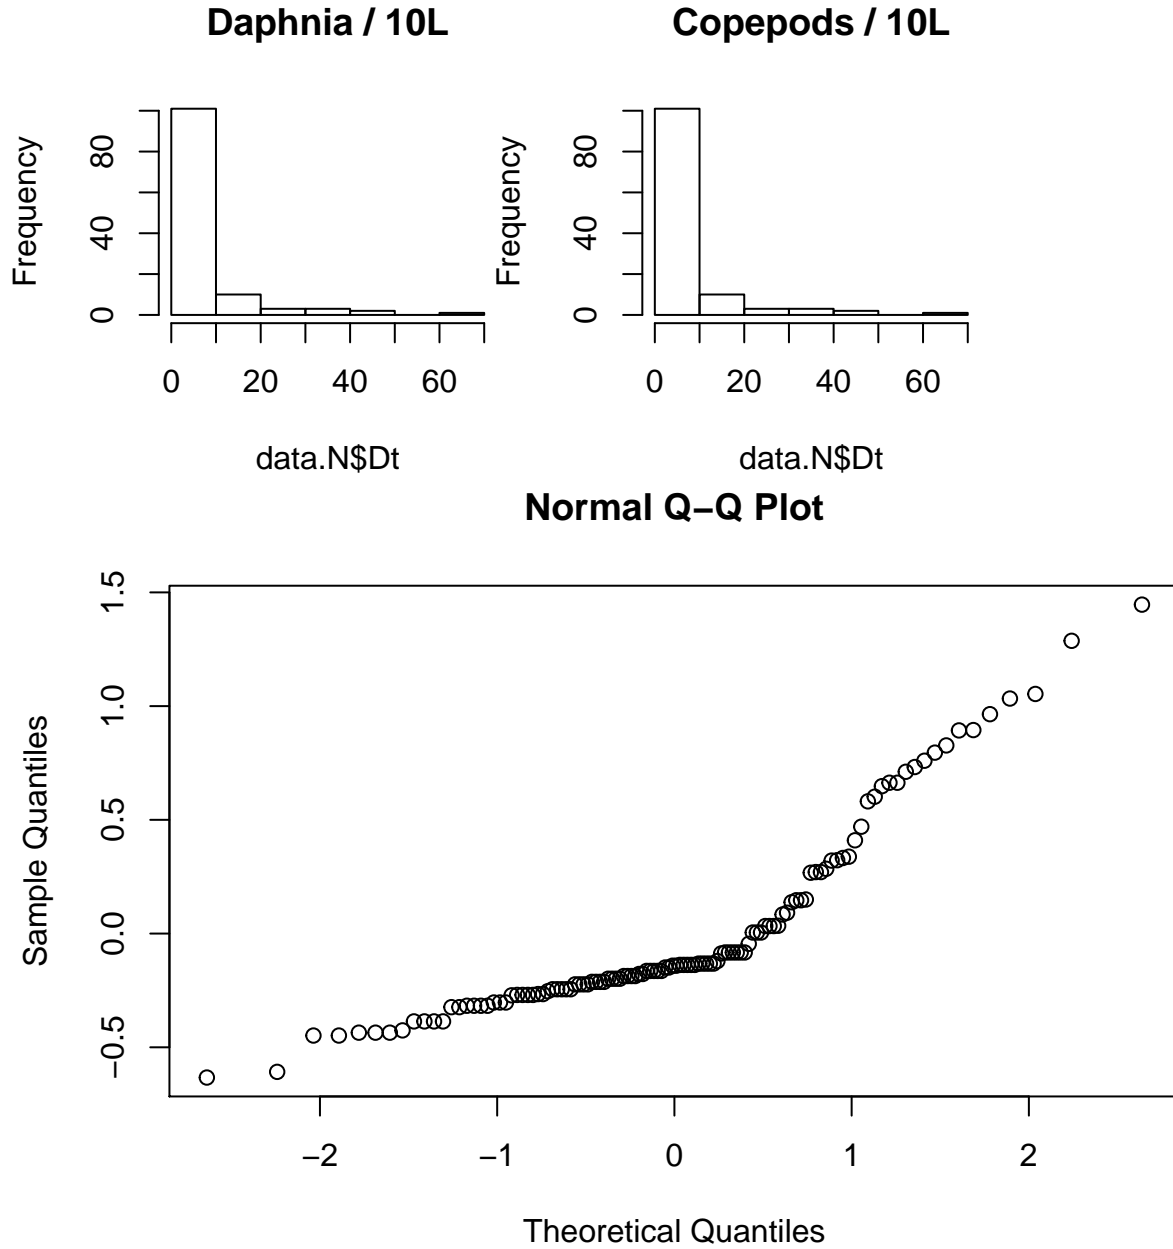 Daphnia / 10L
Frequency
0 40 80
0 20 40 60
data.N$Dt
Copepods / 10L
Frequency
0 40 80
0 20 40 60
data.N$Dt
Normal Q−Q Plot
Sample Quantiles
−0.5 0.0 0.5 1.0 1.5
−2 −1 0 1 2
Theoretical Quantiles